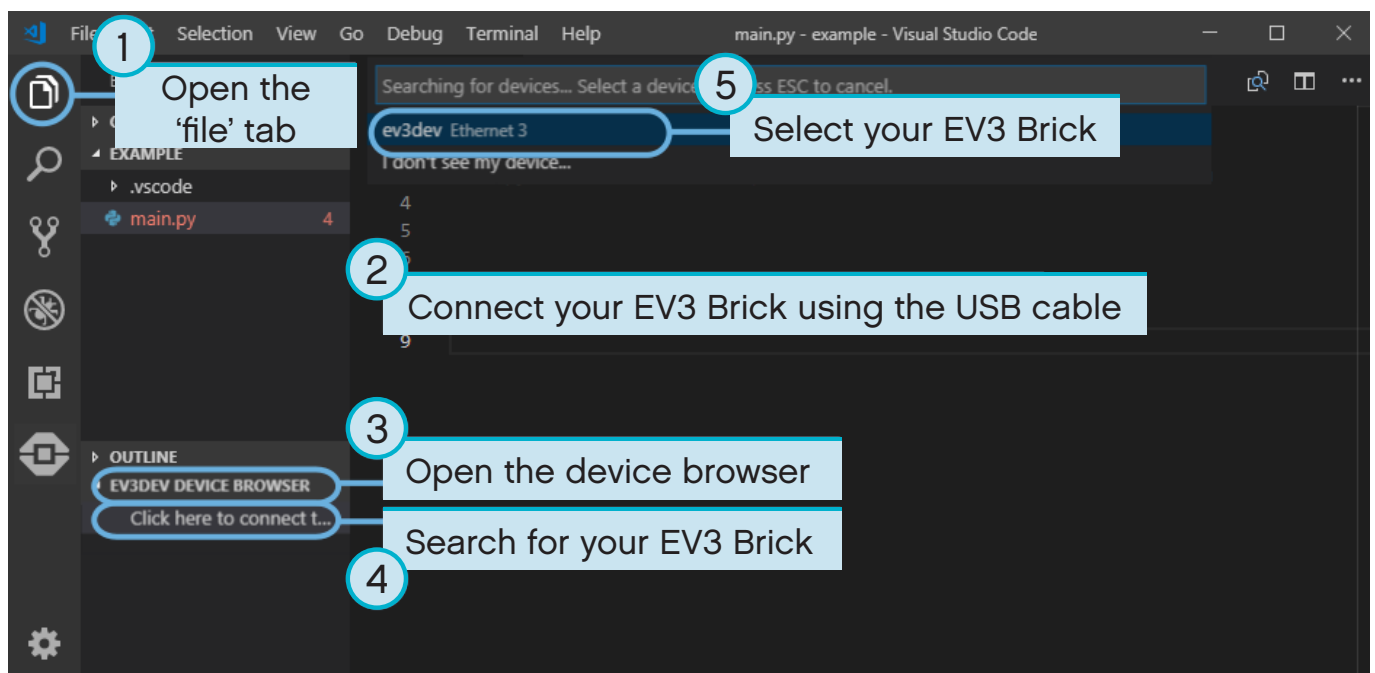 File Selection View Go Debug Terminal Help main.py - example - Visual Studio Code
1
Open the
‘file’ tab
Searching for devices... Select a device ESC to cancel.
5
ev3dev Ethernet 3
Select your EV3 Brick
EXAMPLE
I don't see my device...
.vscode
main.py 4
4
5
2
Connect your EV3 Brick using the USB cable
9
3
OUTLINE
Open the device browser
EV3DEV DEVICE BROWSER
Click here to connect t...
Search for your EV3 Brick
4